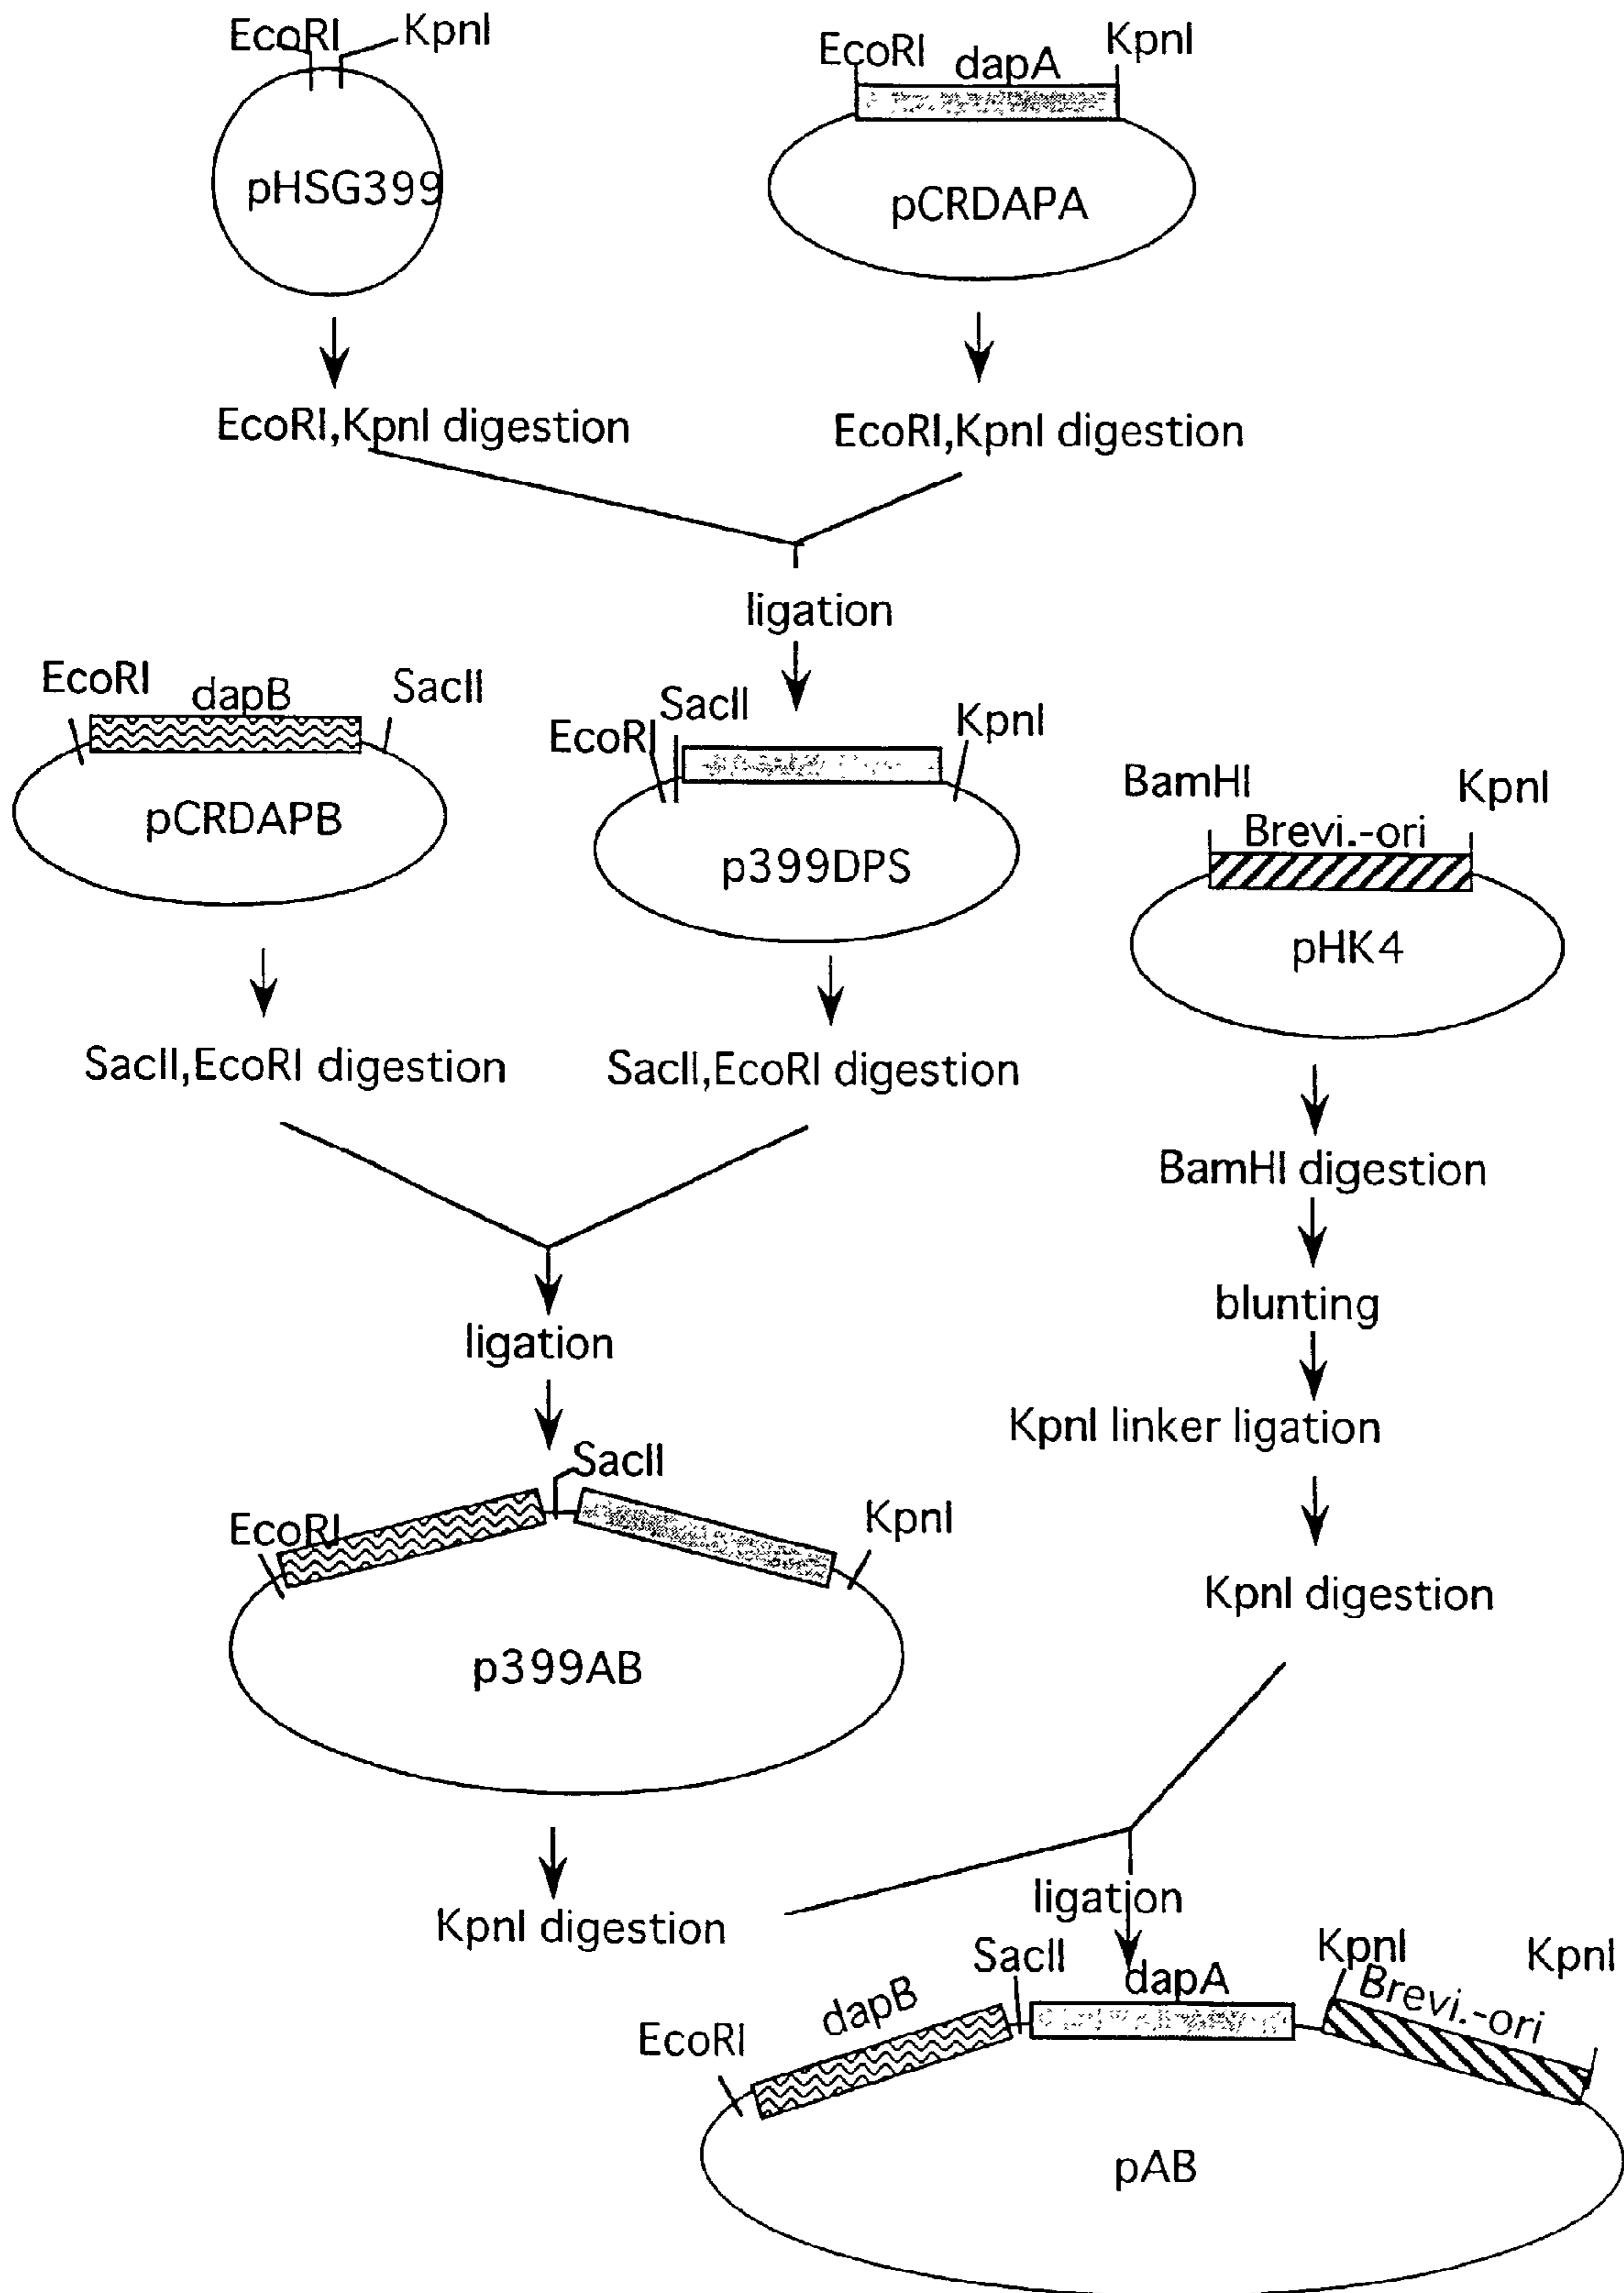 EcoRI KpnI
pHSG399
EcoRI dapA KpnI
pCRDAPA
EcoRI,KpnI digestion
EcoRI,KpnI digestion
ligation
EcoRI dapB SacII
pCRDAPB
EcoRI SacII KpnI
p399DPS
BamHI KpnI
Brevi.-ori
pHK4
SacII,EcoRI digestion
SacII,EcoRI digestion
BamHI digestion
blunting
ligation
KpnI linker ligation
SacII
EcoRI KpnI
p399AB
KpnI digestion
KpnI digestion
ligation
EcoRI dapB SacII dapA KpnI Brevi.-ori KpnI
pAB